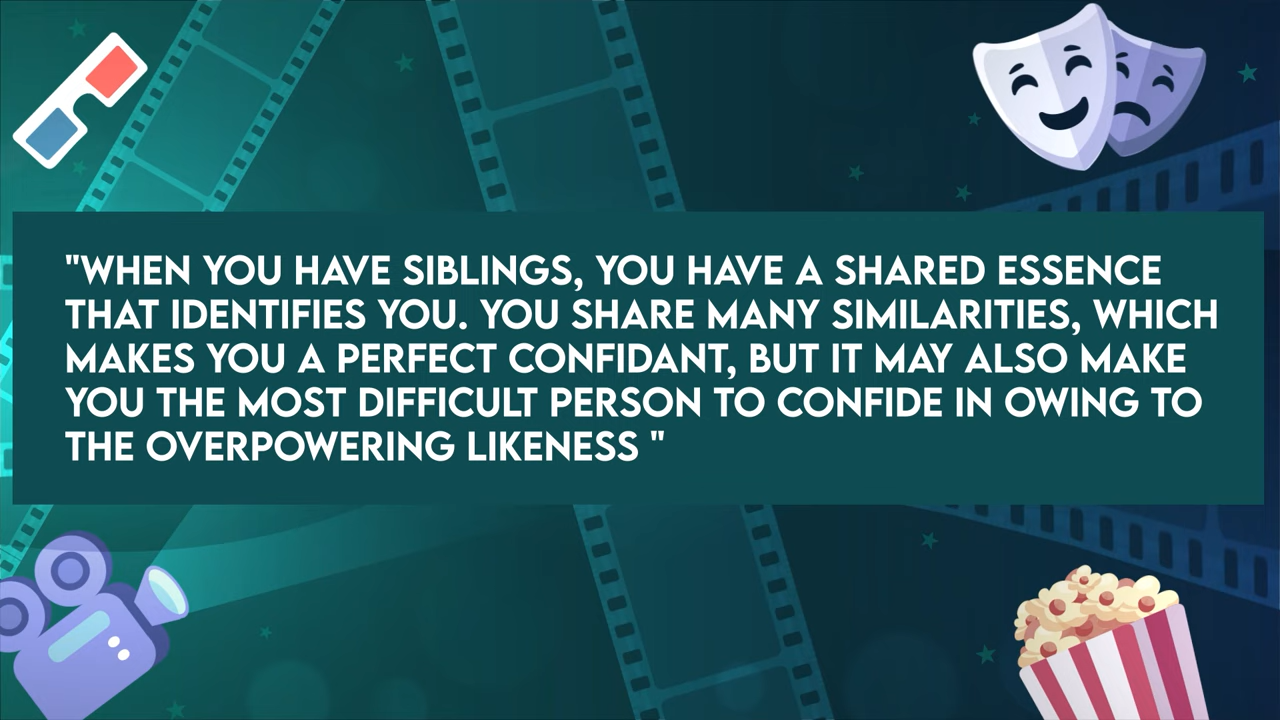 "WHEN YOU HAVE SIBLINGS, YOU HAVE A SHARED ESSENCE
THAT IDENTIFIES YOU. YOU SHARE MANY SIMILARITIES, WHICH
MAKES YOU A PERFECT CONFIDANT, BUT IT MAY ALSO MAKE
YOU THE MOST DIFFICULT PERSON TO CONFIDE IN OWING TO
THE OVERPOWERING LIKENESS "